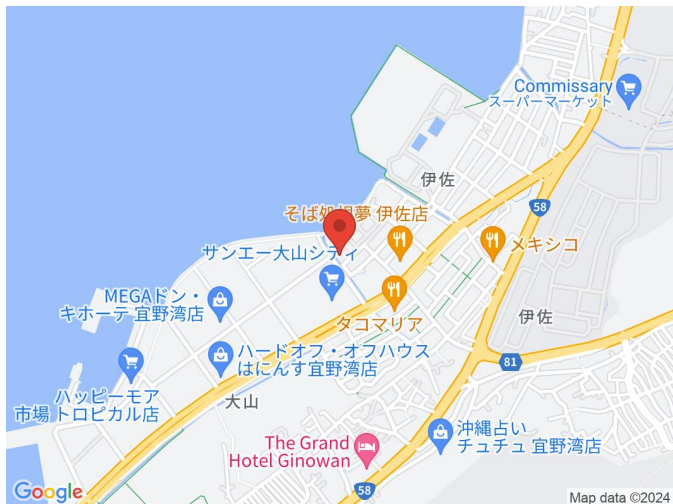 Commissary
スーパーマーケット
伊佐
58
そば処
伊佐店
メキシコ
サンエー大山シティ
MEGAドン・
キホーテ 宜野湾店
タコマリア
伊佐
81
ハードオフ・オフハウス
はにんす宜野湾店
ハッピーモア
市場 トロピカル店
大山
沖縄占い
チュチュ 宜野湾店
The Grand
Hotel Ginowan
58
Google
Map data ©2024